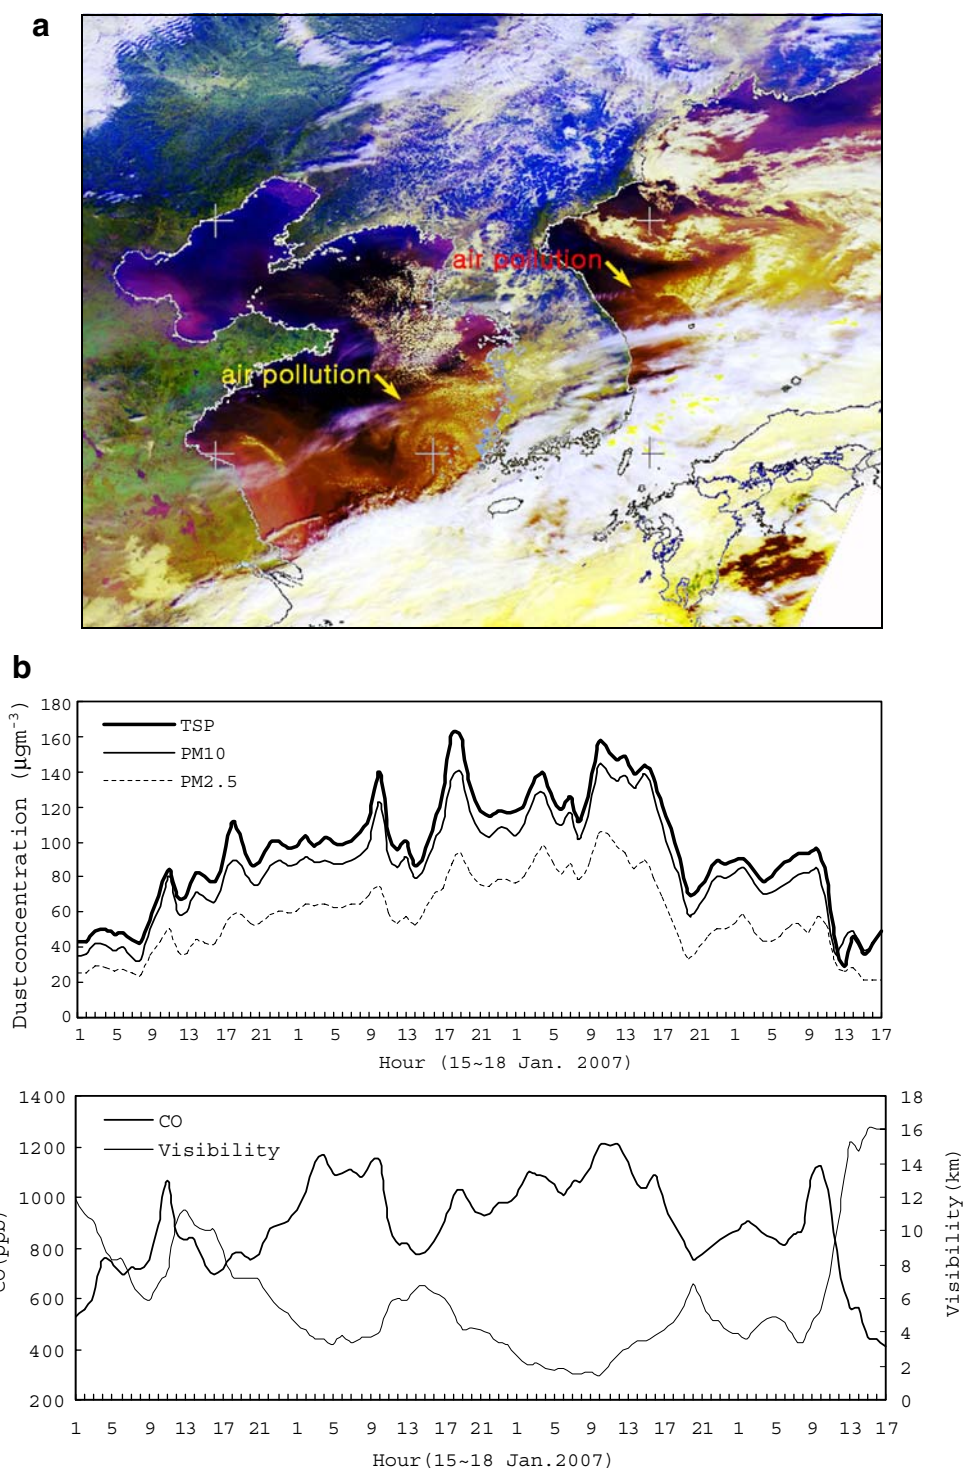 a
air pollution
air pollution
b
Dustconcentration (μgm⁻³)
180
160
140
120
100
80
60
40
20
0
TSP
PM10
PM2.5
1 5 9 13 17 21 1 5 9 13 17 21 1 5 9 13 17 21 1 5 9 13 17
Hour (15~18 Jan. 2007)
CO(ppb)
1400
1200
1000
800
600
400
200
CO
Visibility
18
16
14
12
10
8
6
4
2
0
Visibility(km)
1 5 9 13 17 21 1 5 9 13 17 21 1 5 9 13 17 21 1 5 9 13 17
Hour(15~18 Jan.2007)